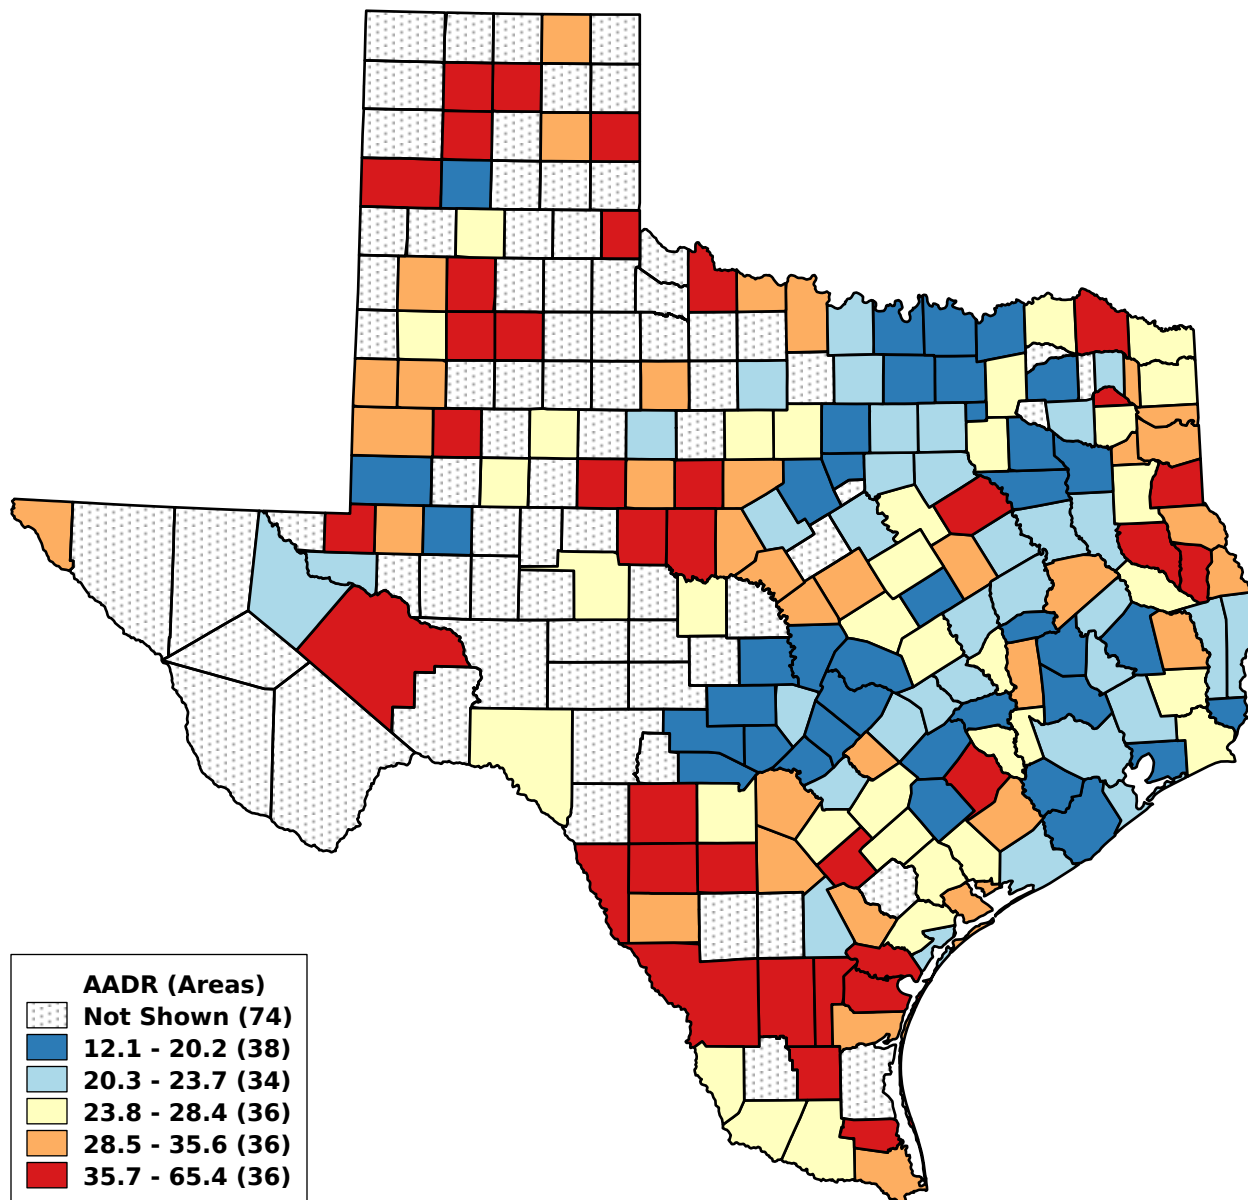 AADR (Areas)
Not Shown (74)
12.1 - 20.2 (38)
20.3 - 23.7 (34)
23.8 - 28.4 (36)
28.5 - 35.6 (36)
35.7 - 65.4 (36)